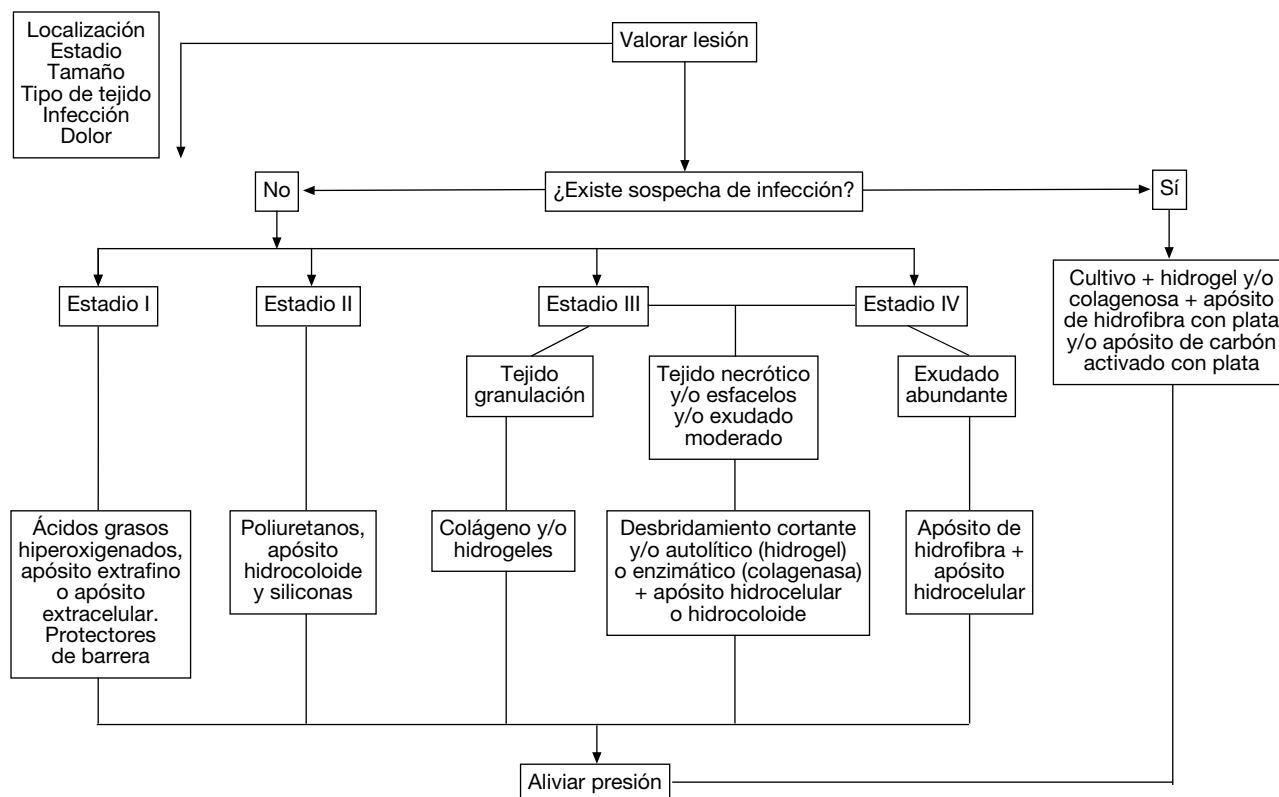 Localización
Estadio
Tamaño
Tipo de tejido
Infección
Dolor
Valorar lesión
No
¿Existe sospecha de infección?
Sí
Estadio I
Estadio II
Estadio III
Estadio IV
Cultivo + hidrogel y/o
colagenosa + apósito
de hidrofibra con plata
y/o apósito de carbón
activado con plata
Tejido
granulación
Tejido necrótico
y/o esfacelos
y/o exudado
moderado
Exudado
abundante
Ácidos grasos
hiperoxigenados,
apósito extrafino
o apósito
extracelular.
Protectores
de barrera
Poliuretanos,
apósito
hidrocoloide
y siliconas
Colágeno y/o
hidrogeles
Desbridamiento cortante
y/o autolítico (hidrogel)
o enzimático (colagenasa)
+ apósito hidrocelular
o hidrocoloide
Apósito de
hidrofibra +
apósito
hidrocelular
Aliviar presión